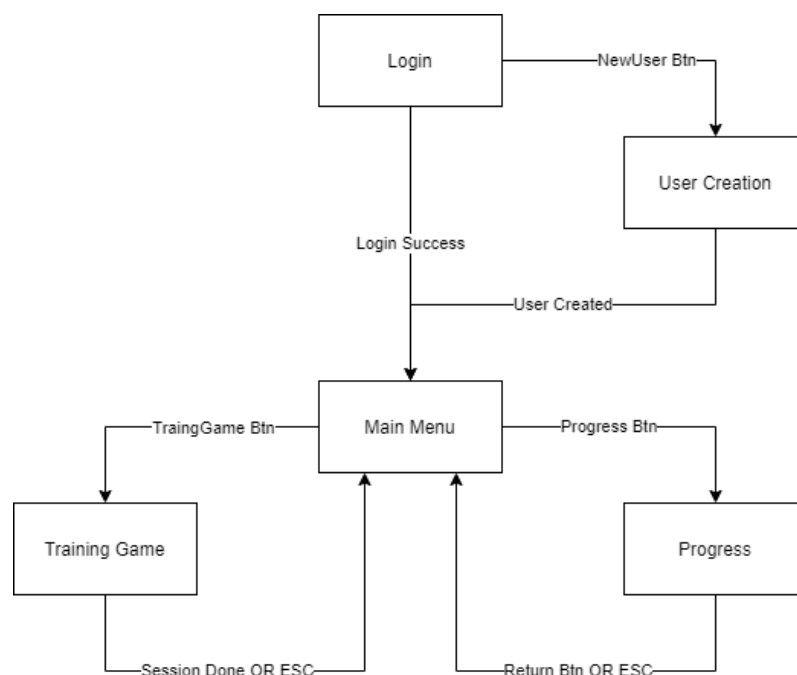 Login
NewUser Btn
User Creation
Login Success
User Created
Main Menu
TraingGame Btn
Progress Btn
Training Game
Progress
Session Done OR ESC
Return Btn OR ESC